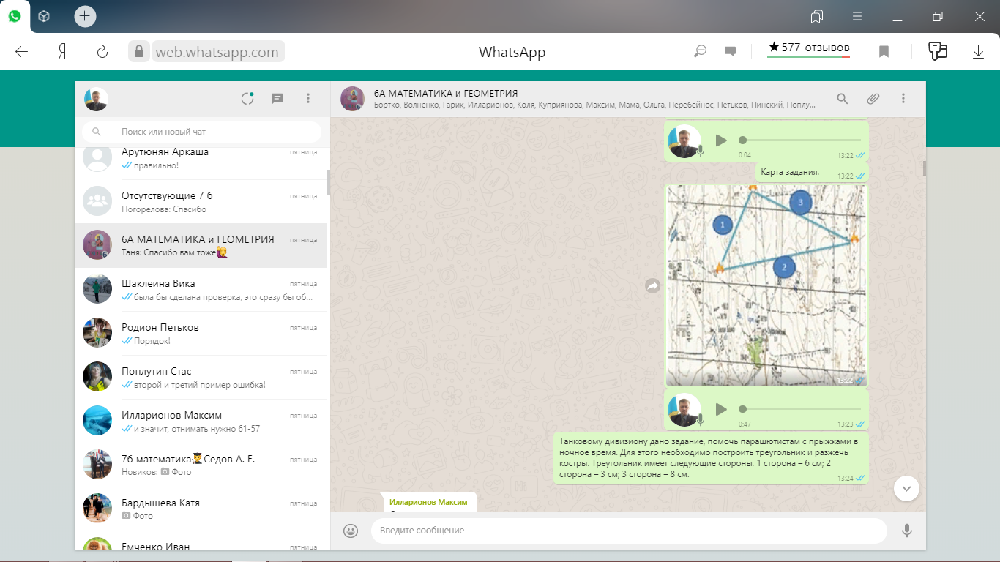 web.whatsapp.com
WhatsApp
★577 отзывов
6А МАТЕМАТИКА и ГЕОМЕТРИЯ
Бортко, Волненко, Гарик, Илларионов, Коля, Куприянова, Максим, Мама, Ольга, Перебейнос, Петьков, Пинский, Поплу...
Поиск или новый чат
Арутюнян Аркаша
пятница
правильно!
Отсутствующие 7 б
пятница
Погорелова: Спасибо
6А МАТЕМАТИКА и ГЕОМЕТРИЯ
пятница
Таня: Спасибо вам тоже🙋
Шаклеина Вика
пятница
была бы сделана проверка, это сразу бы об...
Родион Петьков
пятница
Порядок!
Поплутин Стас
пятница
второй и третий пример ошибка!
Илларионов Максим
пятница
и значит, отнимать нужно 61-57
7б математика👨‍🎓Седов А. Е.
пятница
Новиков: Фото
Бардышева Катя
пятница
Фото
Емченко Иван
пятница
0:04
13:22
Карта задания.
13:22
3
1
2
13:22
0:47
13:23
Танковому дивизиону дано задание, помочь парашютистам с прыжками в
ночное время. Для этого необходимо построить треугольник и разжечь
костры. Треугольник имеет следующие стороны. 1 сторона – 6 см; 2
сторона – 3 см; 3 сторона – 8 см.
13:24
Илларионов Максим
Введите сообщение